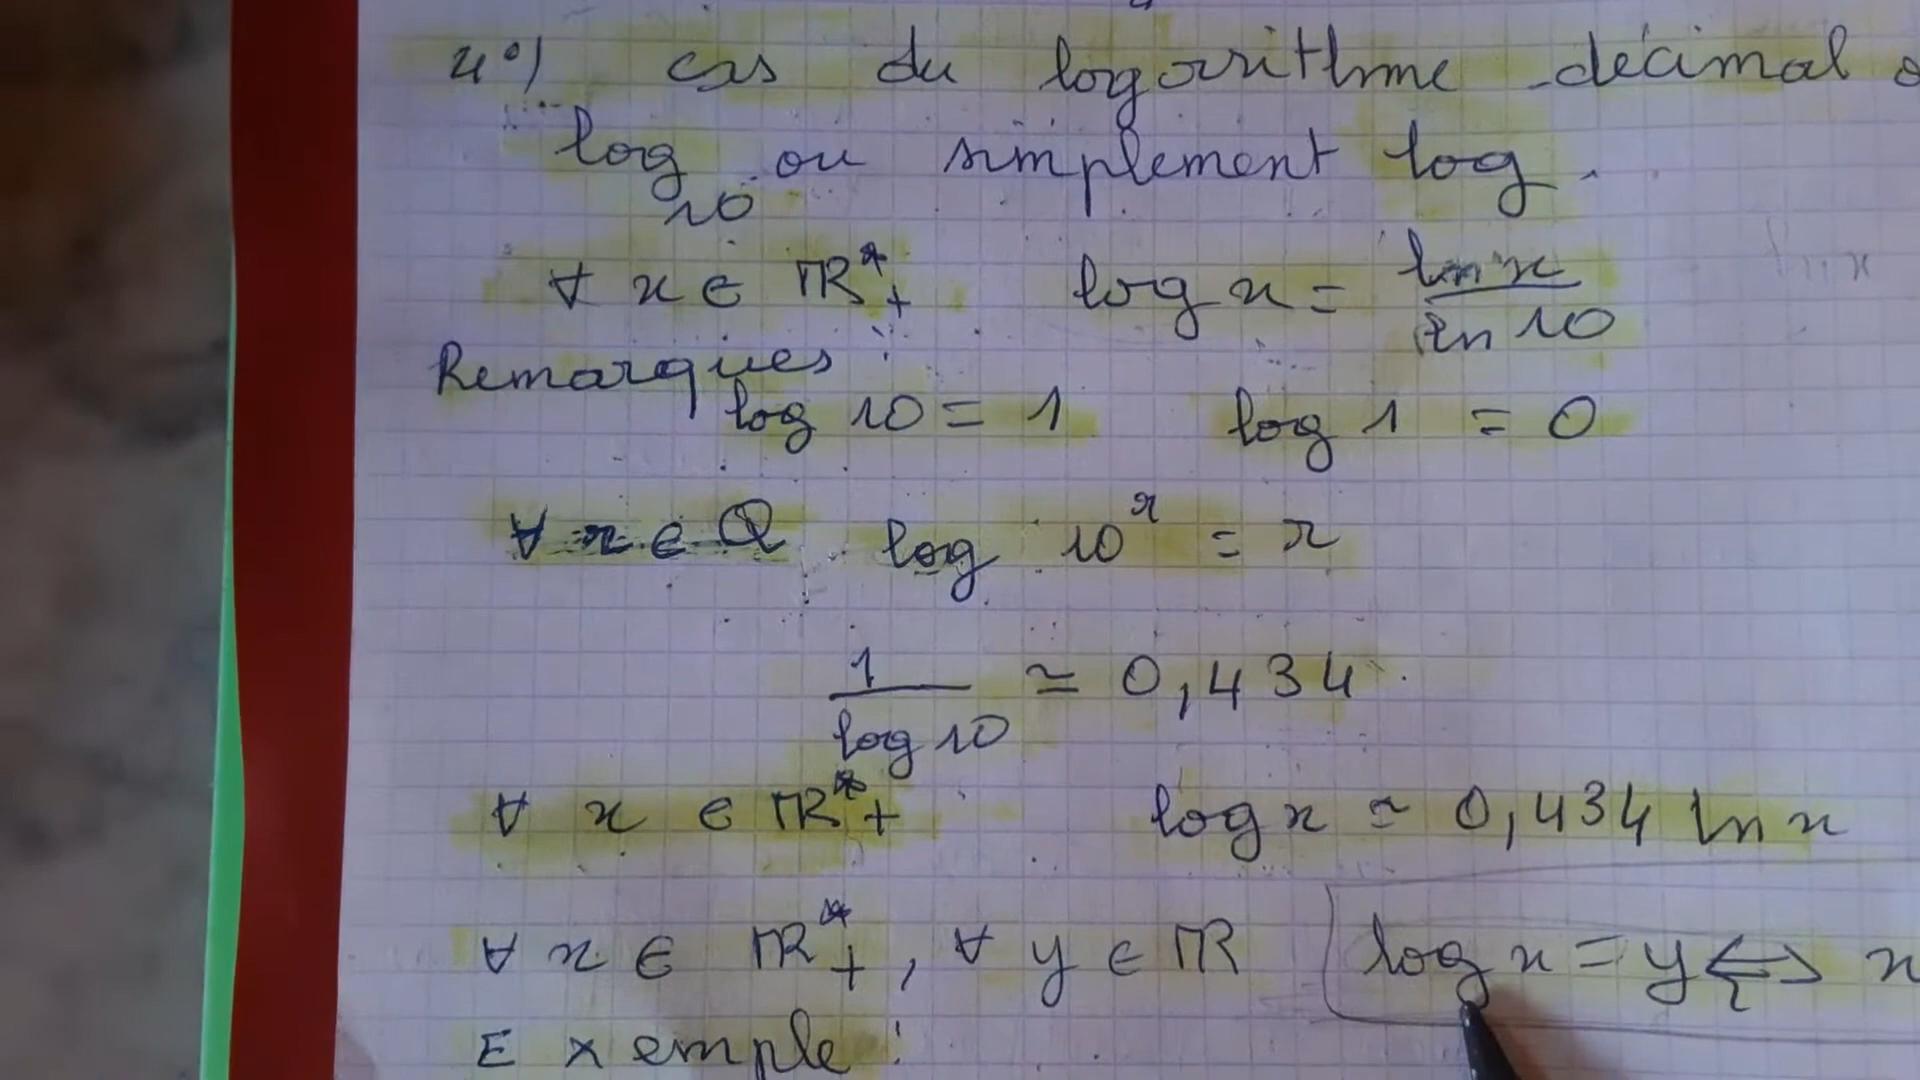 4°) cas du logarithme décimal
log₁₀ ou simplement log.
∀ x ∈ ℝ*₊ log x = ln x / ln 10
Remarques :
log 10 = 1 log 1 = 0
∀ r ∈ ℚ log 10^r = r
1 / log 10 ≃ 0,434
∀ x ∈ ℝ*₊ log x ≃ 0,434 ln x
∀ x ∈ ℝ*₊, ∀ y ∈ ℝ log x = y ⟺ x
Exemple :